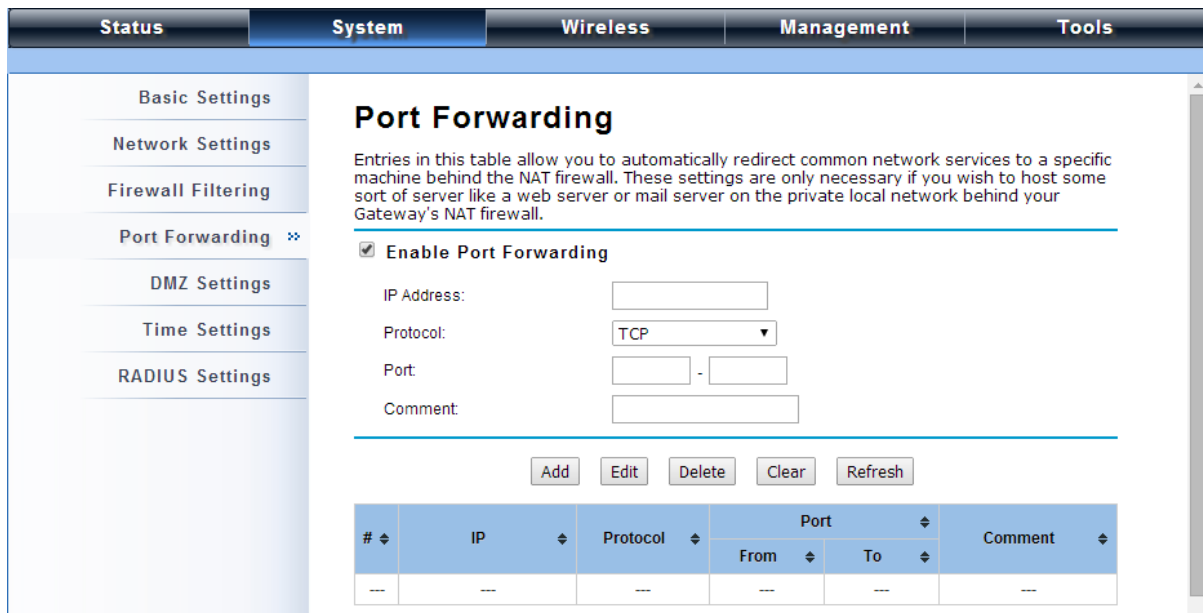 Status System Wireless Management Tools
Basic Settings
Network Settings
Firewall Filtering
Port Forwarding »
DMZ Settings
Time Settings
RADIUS Settings
Port Forwarding
Entries in this table allow you to automatically redirect common network services to a specific
machine behind the NAT firewall. These settings are only necessary if you wish to host some
sort of server like a web server or mail server on the private local network behind your
Gateway's NAT firewall.
Enable Port Forwarding
IP Address:
Protocol: TCP
Port: -
Comment:
Add Edit Delete Clear Refresh
# IP Protocol Port Comment
From To
--- --- --- --- --- ---